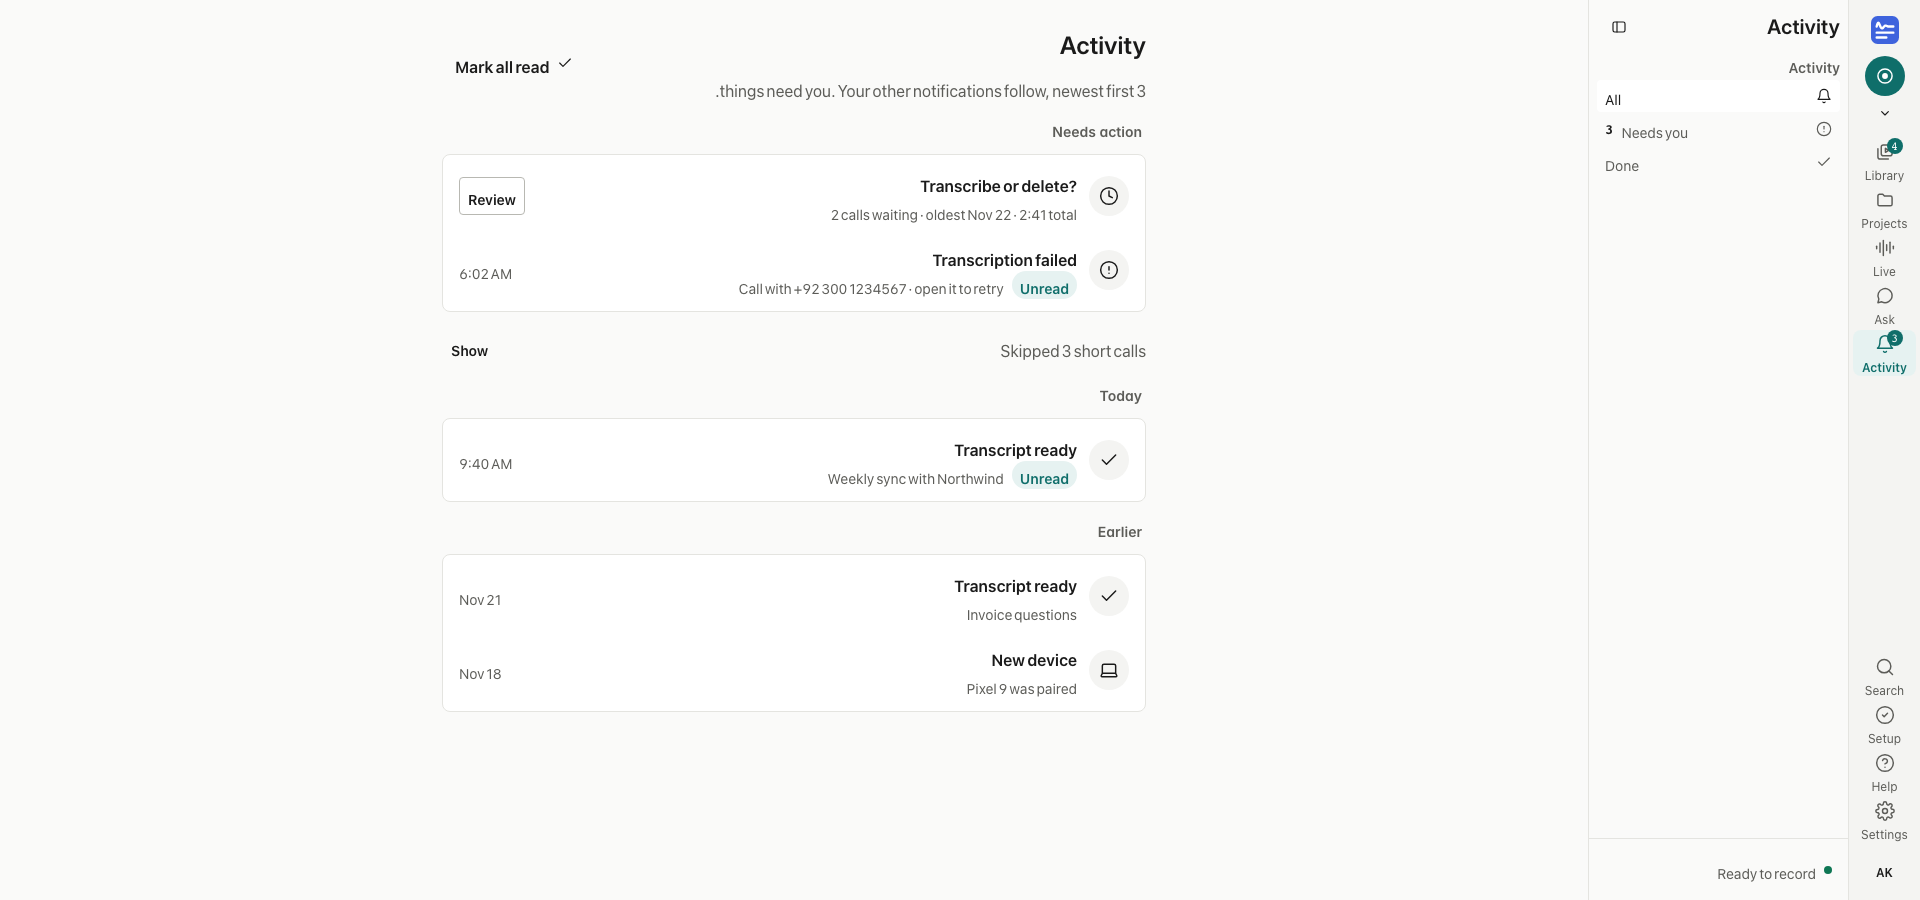 Activity
Mark all read
.things need you. Your other notifications follow, newest first 3
Needs action
Transcribe or delete?
2 calls waiting · oldest Nov 22 · 2:41 total
Review
Transcription failed
Call with +92 300 1234567 · open it to retry
Unread
6:02 AM
Skipped 3 short calls
Show
Today
Transcript ready
Weekly sync with Northwind
Unread
9:40 AM
Earlier
Transcript ready
Invoice questions
Nov 21
New device
Pixel 9 was paired
Nov 18
Activity
Activity
All
3 Needs you
Done
Ready to record
4
Library
Projects
Live
Ask
3
Activity
Search
Setup
Help
Settings
AK